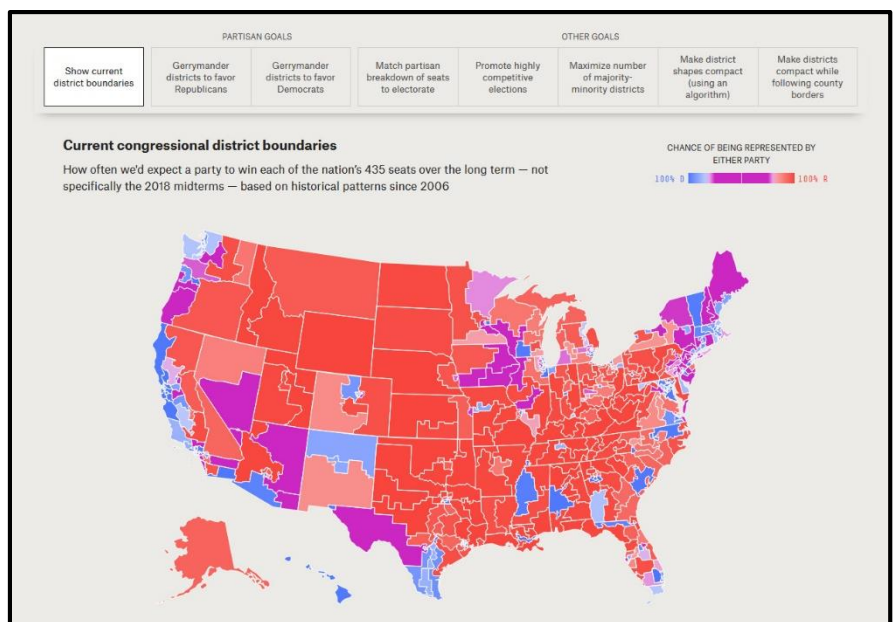 PARTISAN GOALS
OTHER GOALS
Show current
district boundaries
Gerrymander
districts to favor
Republicans
Gerrymander
districts to favor
Democrats
Match partisan
breakdown of seats
to electorate
Promote highly
competitive
elections
Maximize number
of majority-
minority districts
Make district
shapes compact
(using an
algorithm)
Make districts
compact while
following county
borders
Current congressional district boundaries
How often we'd expect a party to win each of the nation's 435 seats over the long term — not
specifically the 2018 midterms — based on historical patterns since 2006
CHANCE OF BEING REPRESENTED BY
EITHER PARTY
100% D
100% R